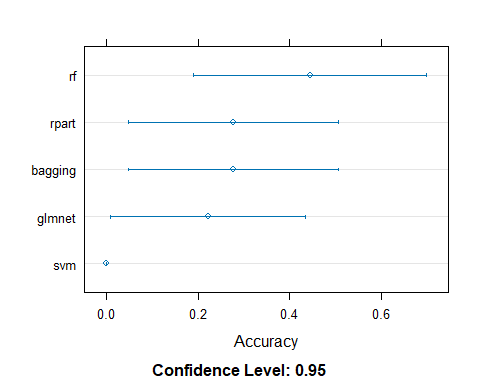 rf
rpart
bagging
glmnet
svm
0.0 0.2 0.4 0.6
Accuracy
Confidence Level: 0.95